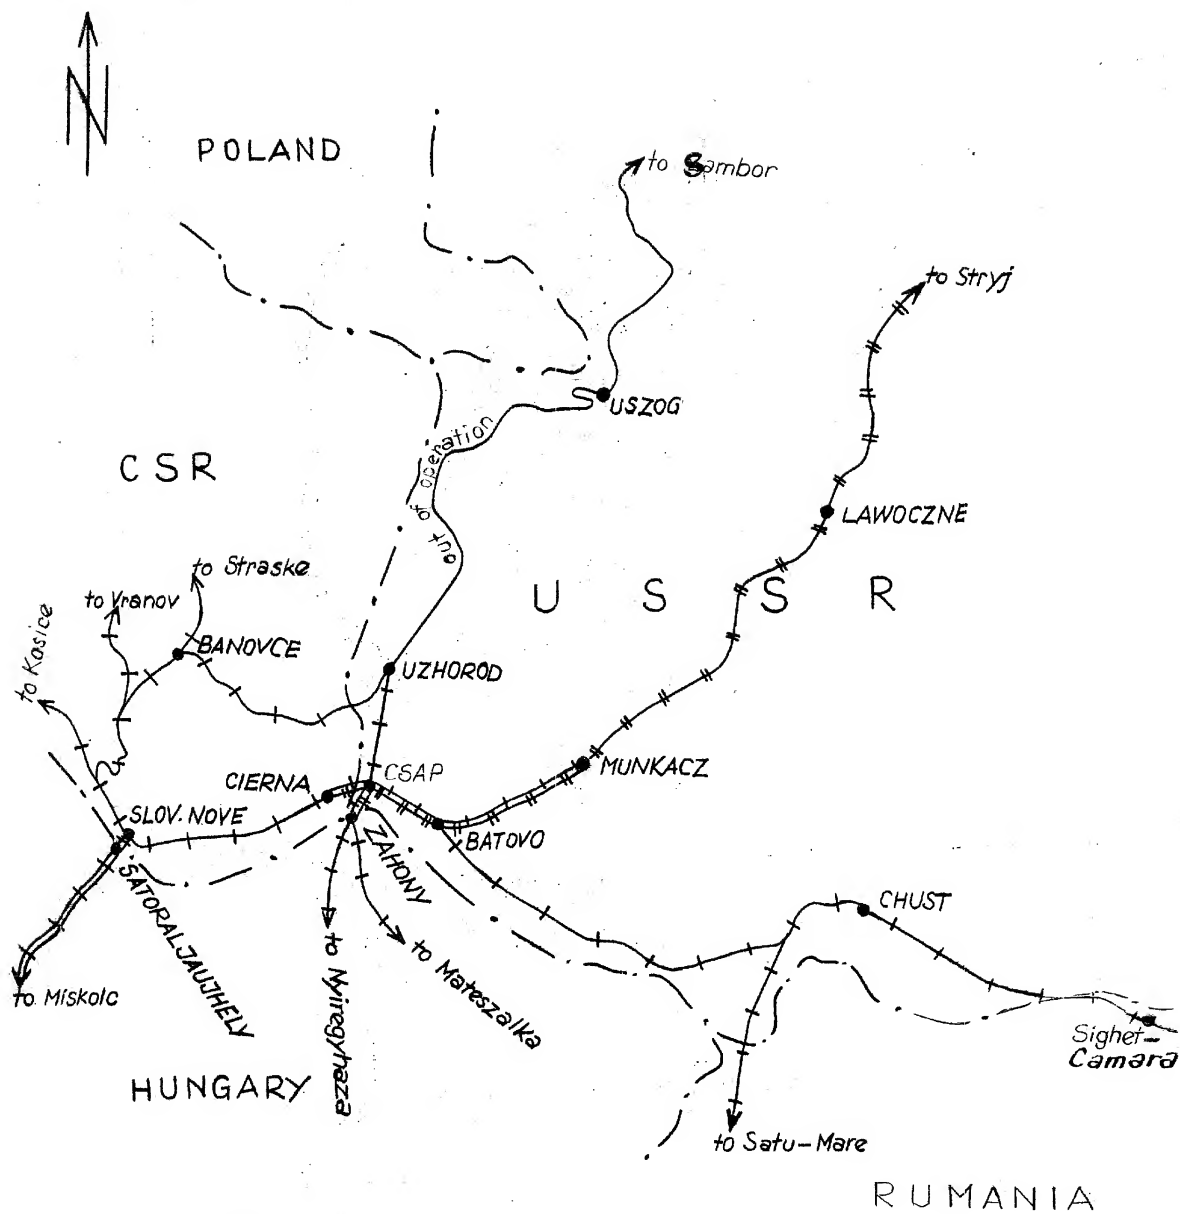 N
POLAND
to Sambor
to Stryj
USZOG
out of operation
CSR
LAWOCZNE
to Straske
to Vranov
U S S R
to Kasice
BANOVCE
UZHOROD
CIERNA
CSAP
MUNKACZ
SLOV. NOVE
BATOVO
ZAHONY
SATORALJAUJHELY
CHUST
to Miskolc
to Nyiregyhaza
to Mateszalka
Sighet-
Camara
HUNGARY
to Satu-Mare
RUMANIA